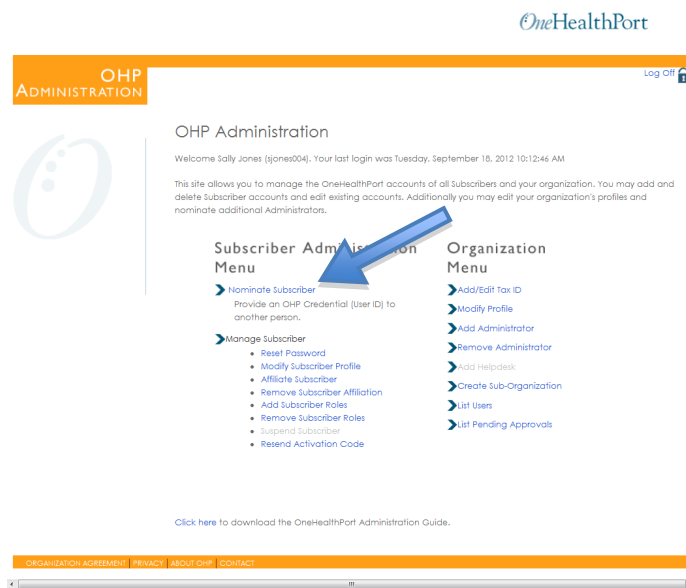 OneHealthPort
OHP
ADMINISTRATION
Log Off
OHP Administration
Welcome Sally Jones (sjones004). Your last login was Tuesday, September 18, 2012 10:12:46 AM
This site allows you to manage the OneHealthPort accounts of all Subscribers and your organization. You may add and
delete Subscriber accounts and edit existing accounts. Additionally you may edit your organization's profiles and
nominate additional Administrators.
Subscriber Administration
Menu
Nominate Subscriber
Provide an OHP Credential (User ID) to
another person.
Manage Subscriber
• Reset Password
• Modify Subscriber Profile
• Affiliate Subscriber
• Remove Subscriber Affiliation
• Add Subscriber Roles
• Remove Subscriber Roles
• Suspend Subscriber
• Resend Activation Code
Organization
Menu
Add/Edit Tax ID
Modify Profile
Add Administrator
Remove Administrator
Add Helpdesk
Create Sub-Organization
List Users
List Pending Approvals
Click here to download the OneHealthPort Administration Guide.
ORGANIZATION AGREEMENT | PRIVACY | ABOUT OHP | CONTACT